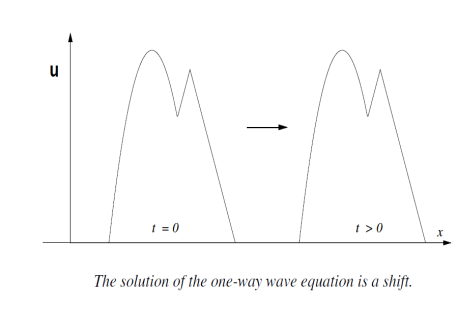 u
t = 0
t > 0
x
The solution of the one-way wave equation is a shift.